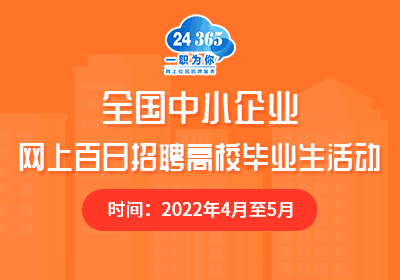 24 365
一职为你
网上校园招聘服务
全国中小企业
网上百日招聘高校毕业生活动
时间：2022年4月至5月